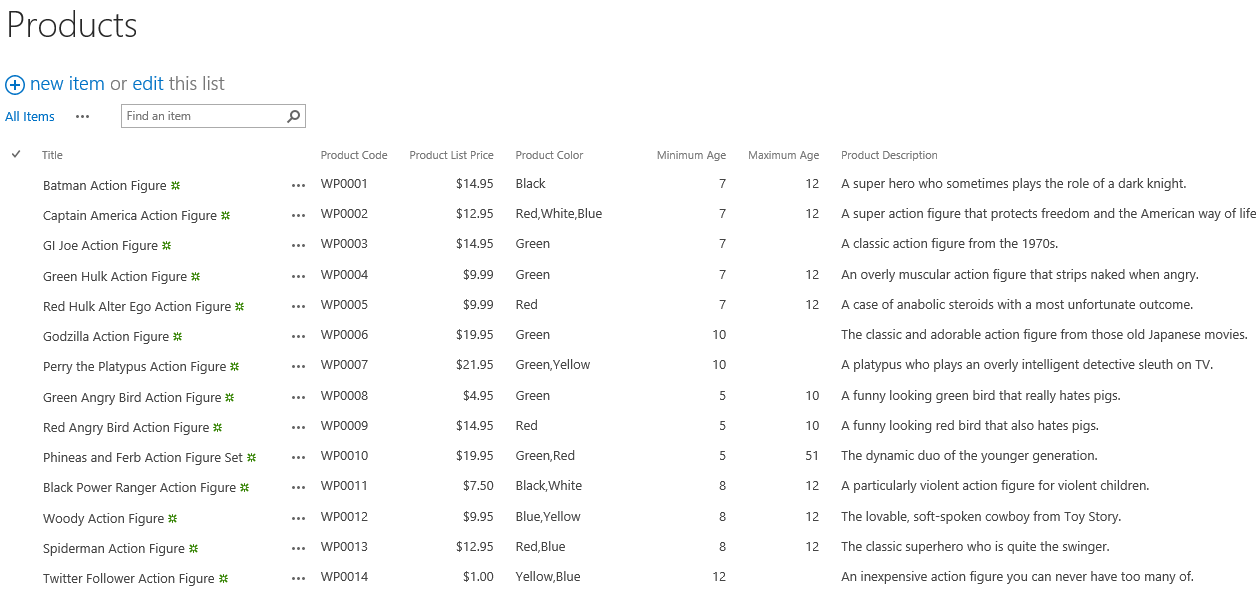 Products
new item or edit this list
All Items ••• Find an item
Title Product Code Product List Price Product Color Minimum Age Maximum Age Product Description
Batman Action Figure ••• WP0001 $14.95 Black 7 12 A super hero who sometimes plays the role of a dark knight.
Captain America Action Figure ••• WP0002 $12.95 Red,White,Blue 7 12 A super action figure that protects freedom and the American way of life
GI Joe Action Figure ••• WP0003 $14.95 Green 7 A classic action figure from the 1970s.
Green Hulk Action Figure ••• WP0004 $9.99 Green 7 12 An overly muscular action figure that strips naked when angry.
Red Hulk Alter Ego Action Figure ••• WP0005 $9.99 Red 7 12 A case of anabolic steroids with a most unfortunate outcome.
Godzilla Action Figure ••• WP0006 $19.95 Green 10 The classic and adorable action figure from those old Japanese movies.
Perry the Platypus Action Figure ••• WP0007 $21.95 Green,Yellow 10 A platypus who plays an overly intelligent detective sleuth on TV.
Green Angry Bird Action Figure ••• WP0008 $4.95 Green 5 10 A funny looking green bird that really hates pigs.
Red Angry Bird Action Figure ••• WP0009 $14.95 Red 5 10 A funny looking red bird that also hates pigs.
Phineas and Ferb Action Figure Set ••• WP0010 $19.95 Green,Red 5 51 The dynamic duo of the younger generation.
Black Power Ranger Action Figure ••• WP0011 $7.50 Black,White 8 12 A particularly violent action figure for violent children.
Woody Action Figure ••• WP0012 $9.95 Blue,Yellow 8 12 The lovable, soft-spoken cowboy from Toy Story.
Spiderman Action Figure ••• WP0013 $12.95 Red,Blue 8 12 The classic superhero who is quite the swinger.
Twitter Follower Action Figure ••• WP0014 $1.00 Yellow,Blue 12 An inexpensive action figure you can never have too many of.